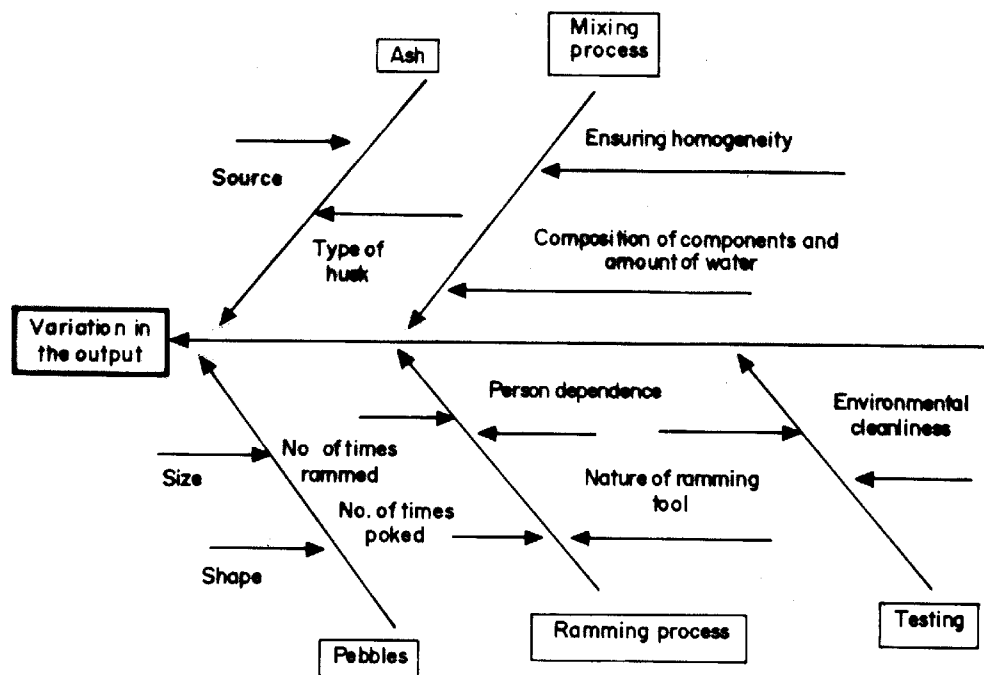 Mixing
process
Ash
Ensuring homogeneity
Source
Composition of components and
amount of water
Type of
husk
Variation in
the output
Person dependence
Environmental
cleanliness
No of times
rammed
Size
Nature of ramming
tool
No. of times
poked
Shape
Pebbles
Ramming process
Testing